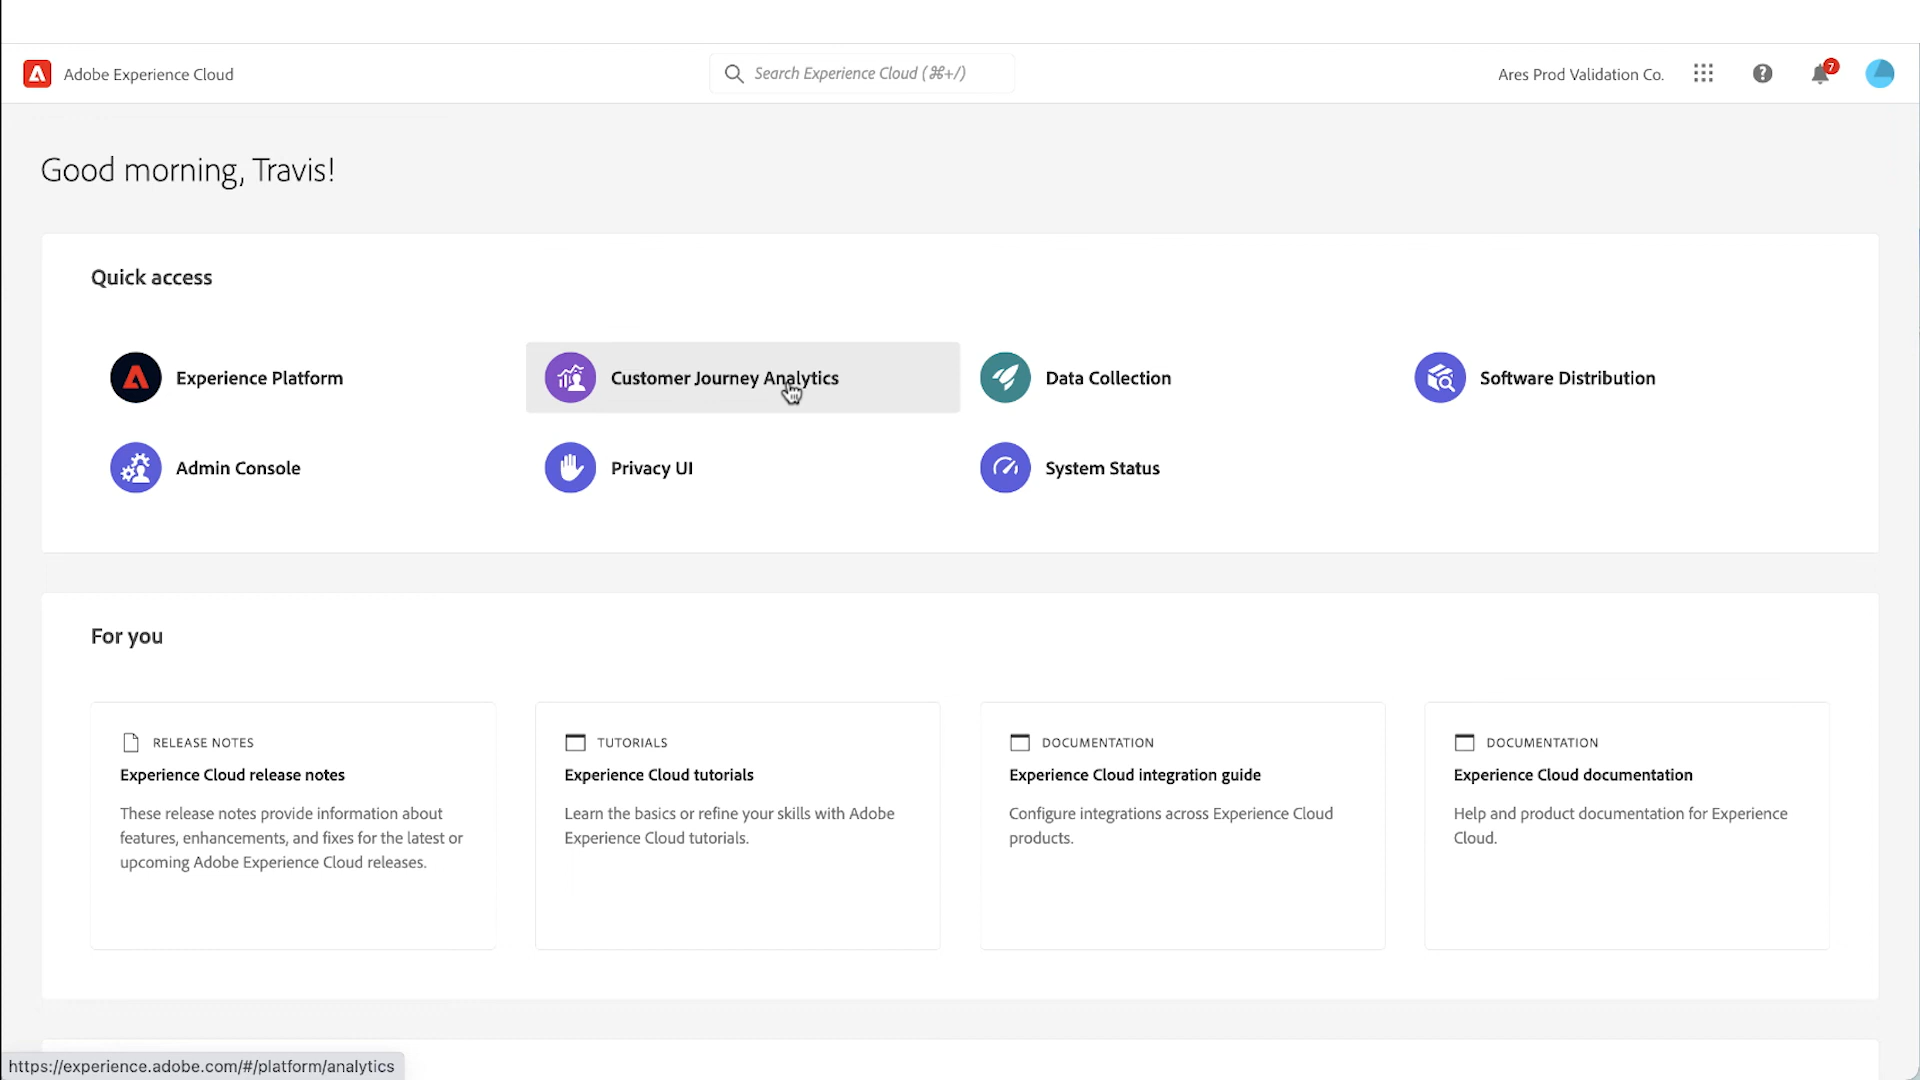 Adobe Experience Cloud
Search Experience Cloud (⌘+/)
Ares Prod Validation Co.
?
7
Good morning, Travis!
Quick access
Experience Platform
Customer Journey Analytics
Data Collection
Software Distribution
Admin Console
Privacy UI
System Status
For you
RELEASE NOTES
Experience Cloud release notes
These release notes provide information about
features, enhancements, and fixes for the latest or
upcoming Adobe Experience Cloud releases.
TUTORIALS
Experience Cloud tutorials
Learn the basics or refine your skills with Adobe
Experience Cloud tutorials.
DOCUMENTATION
Experience Cloud integration guide
Configure integrations across Experience Cloud
products.
DOCUMENTATION
Experience Cloud documentation
Help and product documentation for Experience
Cloud.
https://experience.adobe.com/#/platform/analytics